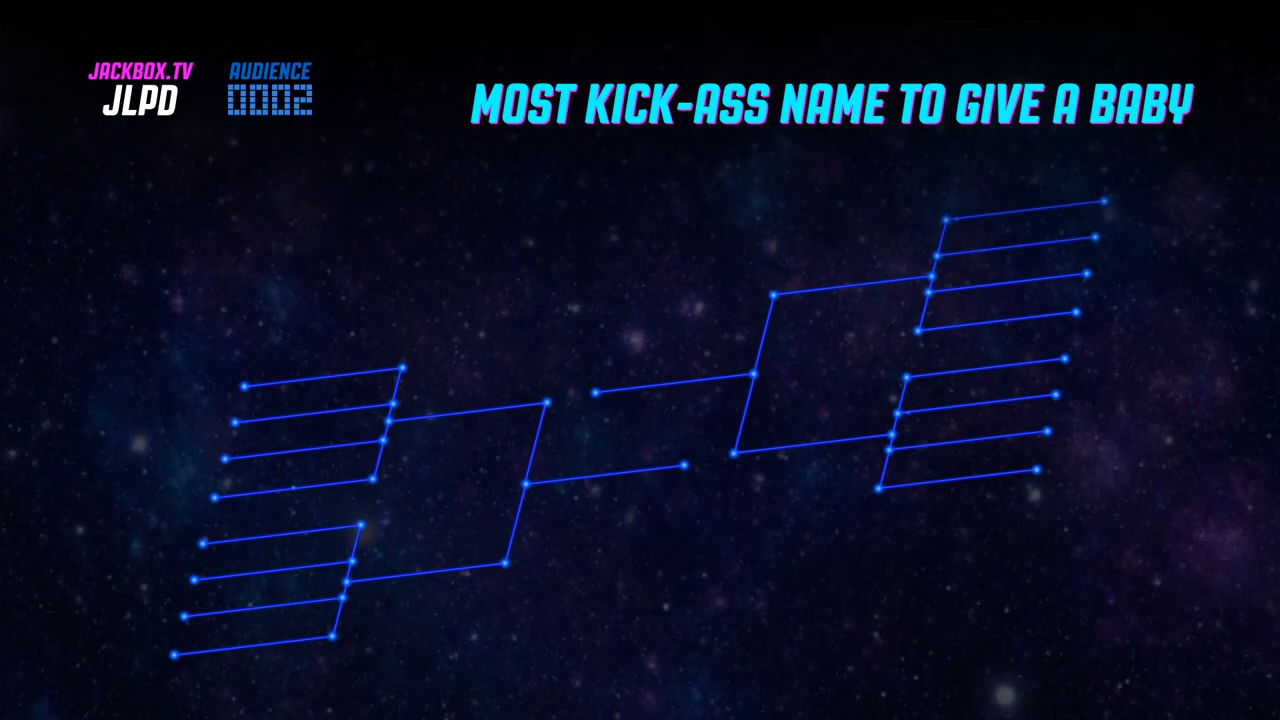 JACKBOX.TV
JLPD
AUDIENCE
0002
MOST KICK-ASS NAME TO GIVE A BABY